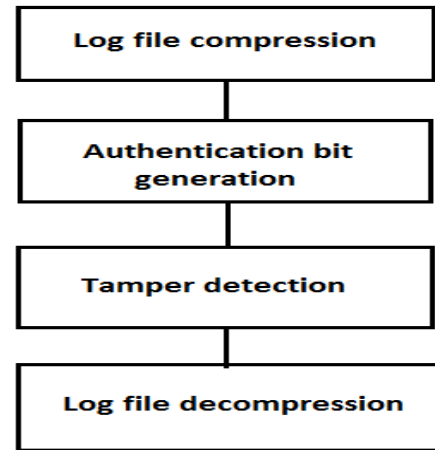 Log file compression
Authentication bit
generation
Tamper detection
Log file decompression